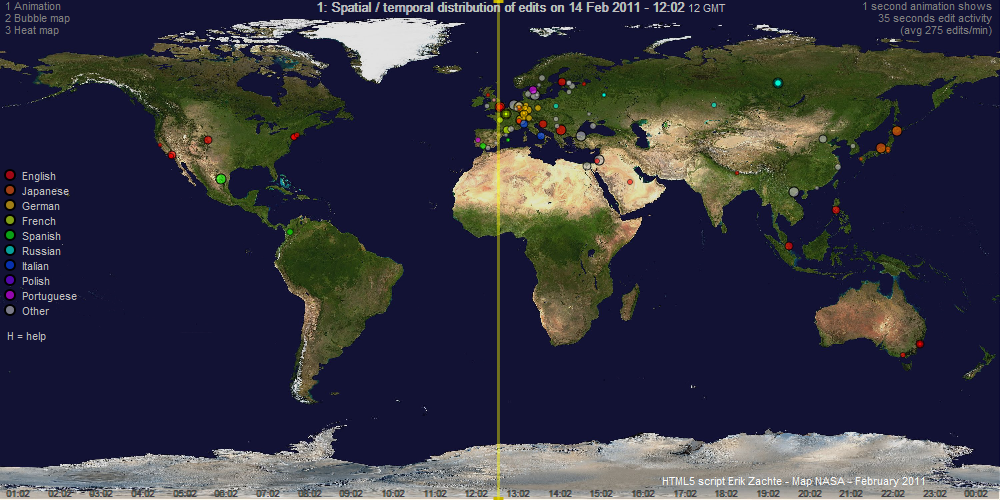 1 Animation
2 Bubble map
3 Heat map
1: Spatial / temporal distribution of edits on 14 Feb 2011 - 12:02 12 GMT
1 second animation shows
35 seconds edit activity
(avg 275 edits/min)
English
Japanese
German
French
Spanish
Russian
Italian
Polish
Portuguese
Other
H = help
HTML5 script Erik Zachte - Map NASA - February 2011
01:02 02:02 03:02 04:02 05:02 06:02 07:02 08:02 09:02 10:02 11:02 12:02 13:02 14:02 15:02 16:02 17:02 18:02 19:02 20:02 21:02 22:02 23:02 00:02